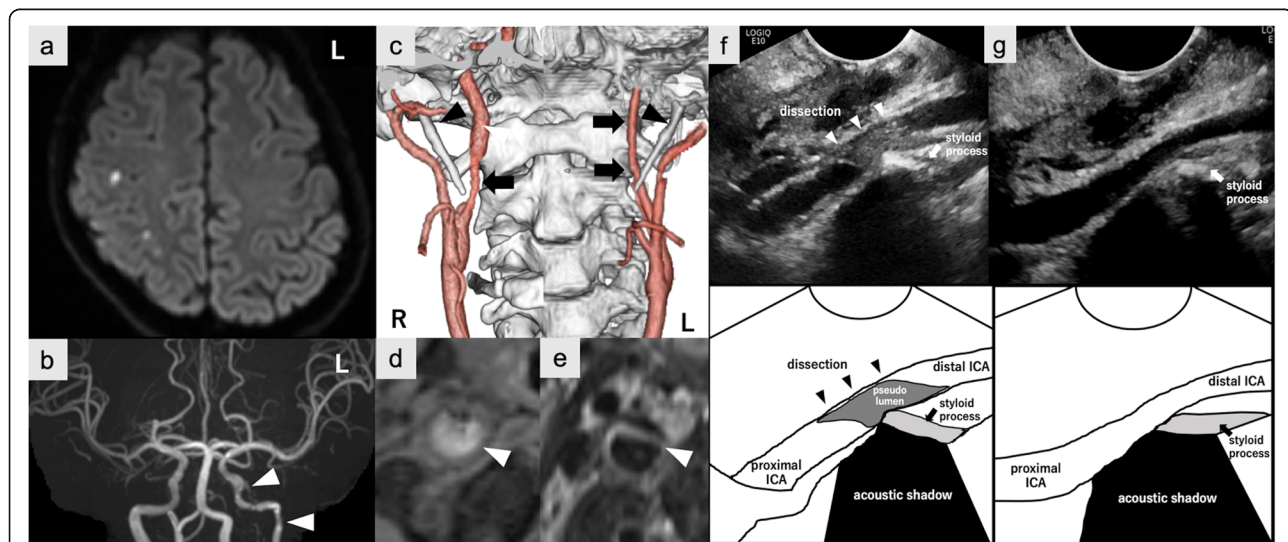 a
L
b
L
c
R
L
d
e
f
LOGIQ
E10
dissection
styloid
process
dissection
pseudo
lumen
distal ICA
styloid
process
proximal
ICA
acoustic shadow
g
LO
E
styloid
process
distal ICA
styloid
process
proximal
ICA
acoustic shadow